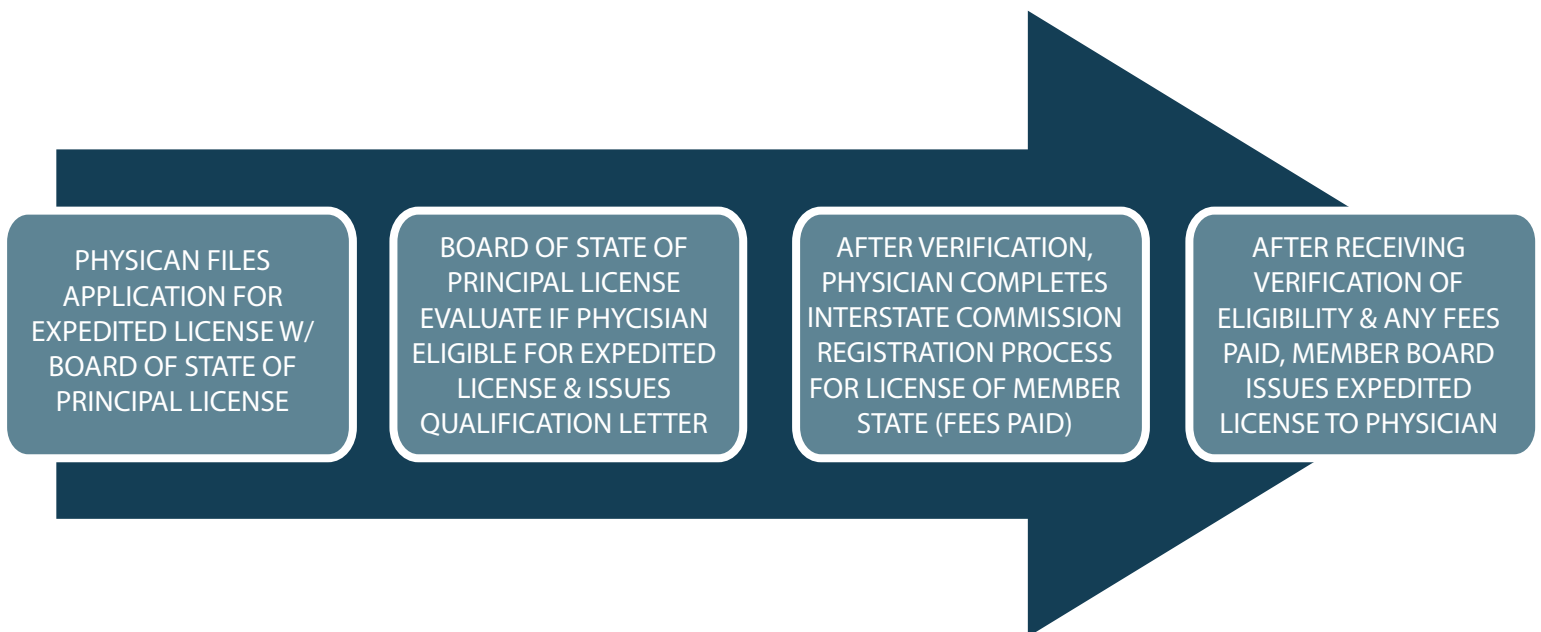 PHYSICAN FILES
APPLICATION FOR
EXPEDITED LICENSE W/
BOARD OF STATE OF
PRINCIPAL LICENSE
BOARD OF STATE OF
PRINCIPAL LICENSE
EVALUATE IF PHYCISIAN
ELIGIBLE FOR EXPEDITED
LICENSE & ISSUES
QUALIFICATION LETTER
AFTER VERIFICATION,
PHYSICIAN COMPLETES
INTERSTATE COMMISSION
REGISTRATION PROCESS
FOR LICENSE OF MEMBER
STATE (FEES PAID)
AFTER RECEIVING
VERIFICATION OF
ELIGIBILITY & ANY FEES
PAID, MEMBER BOARD
ISSUES EXPEDITED
LICENSE TO PHYSICIAN